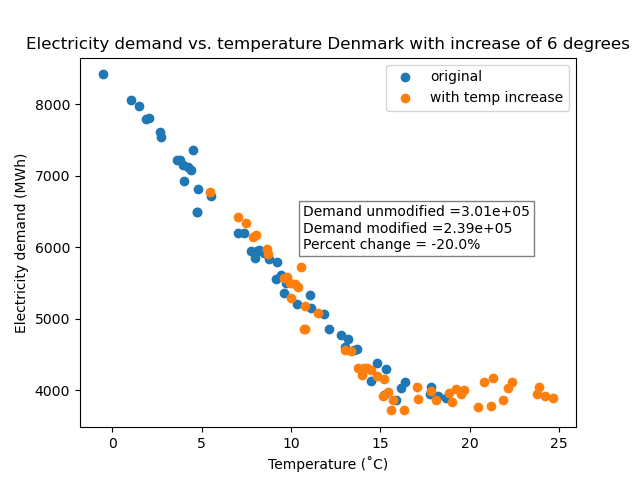 Electricity demand vs. temperature Denmark with increase of 6 degrees
original
with temp increase
8000
7000
6000
5000
4000
Electricity demand (MWh)
Demand unmodified =3.01e+05
Demand modified =2.39e+05
Percent change = -20.0%
0
5
10
15
20
25
Temperature (˚C)